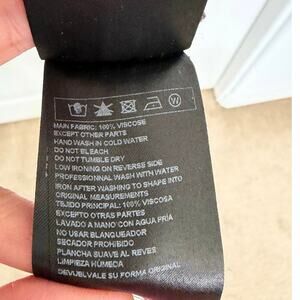 W
MAIN FABRIC: 100% VISCOSE
EXCEPT OTHER PARTS
HAND WASH IN COLD WATER
DO NOT BLEACH
DO NOT TUMBLE DRY
LOW IRONING ON REVERSE SIDE
PROFESSIONNAL WASH WITH WATER
IRON AFTER WASHING TO SHAPE INTO
ORIGINAL MEASUREMENTS
TEJIDO PRINCIPAL: 100% VISCOSA
EXCEPTO OTRAS PARTES
LAVADO A MANO CON AGUA FRÍA
NO USAR BLANQUEADOR
SECADOR PROHIBIDO
PLANCHA SUAVE AL REVES
LIMPIEZA HÚMECA
DEVUELVALE SU FORMA ORIGINAL